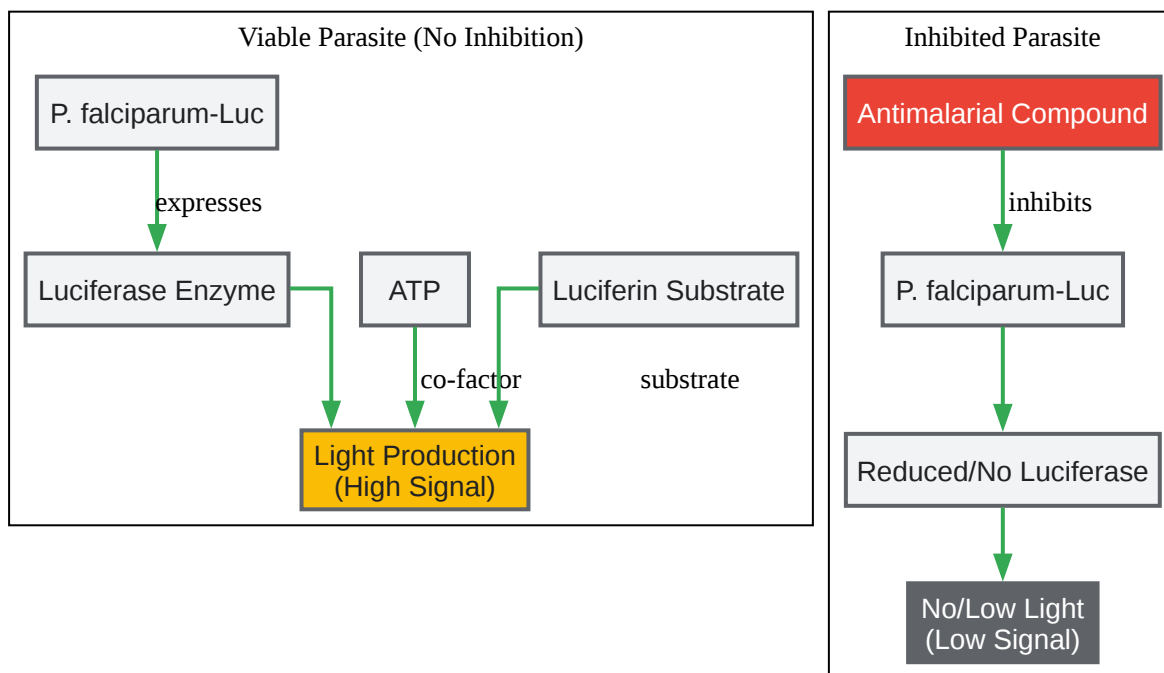 Viable Parasite (No Inhibition)
P. falciparum-Luc
expresses
Luciferase Enzyme
ATP
Luciferin Substrate
co-factor
substrate
Light Production
(High Signal)
Inhibited Parasite
Antimalarial Compound
inhibits
P. falciparum-Luc
Reduced/No Luciferase
No/Low Light
(Low Signal)